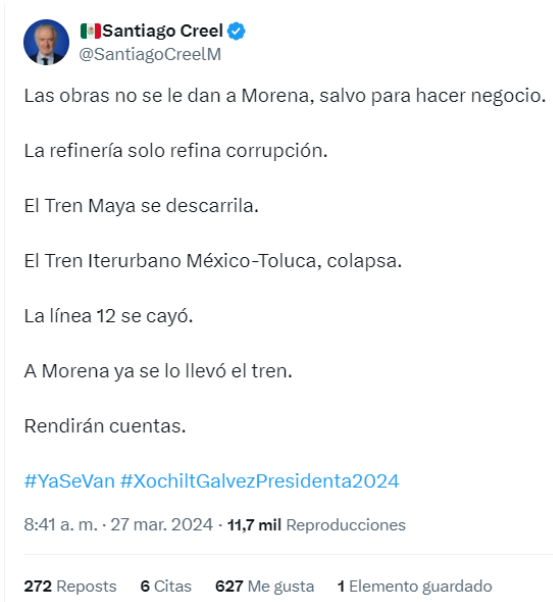 Santiago Creel
@SantiagoCreelM
Las obras no se le dan a Morena, salvo para hacer negocio.
La refinería solo refina corrupción.
El Tren Maya se descarrila.
El Tren Iterurbano México-Toluca, colapsa.
La línea 12 se cayó.
A Morena ya se lo llevó el tren.
Rendirán cuentas.
#YaSeVan #XochiltGalvezPresidenta2024
8:41 a. m. · 27 mar. 2024 · 11,7 mil Reproducciones
272 Reposts 6 Citas 627 Me gusta 1 Elemento guardado